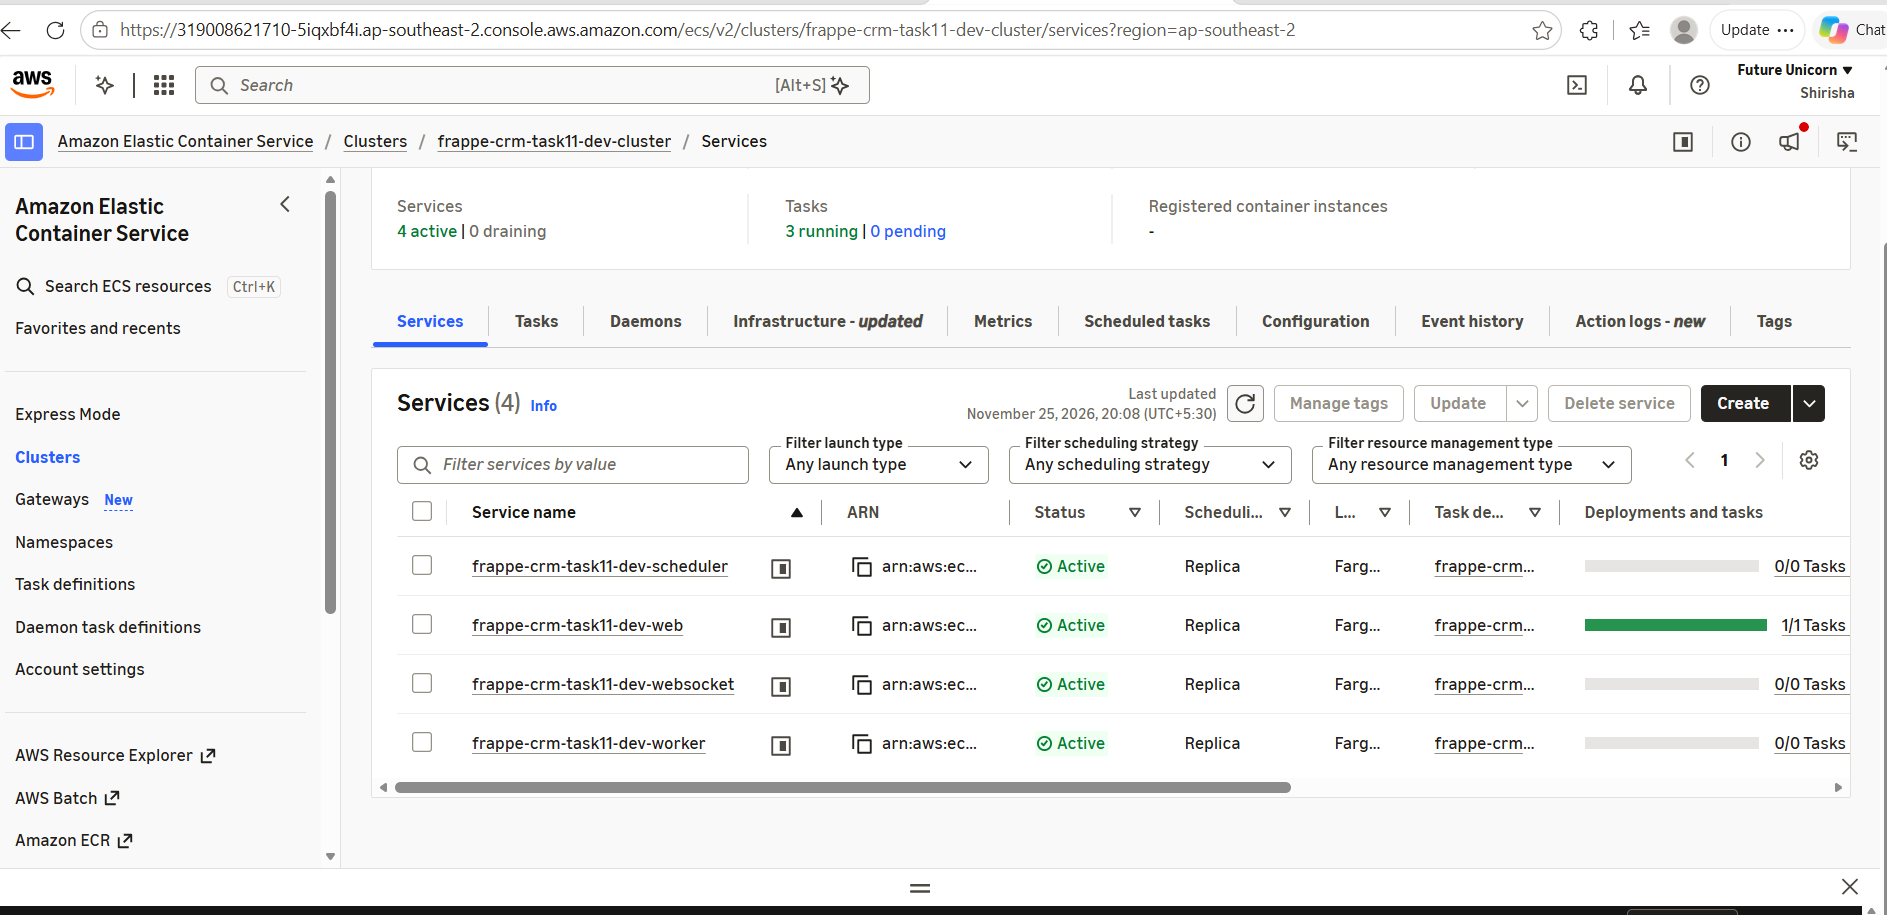 https://319008621710-5iqxbf4i.ap-southeast-2.console.aws.amazon.com/ecs/v2/clusters/frappe-crm-task11-dev-cluster/services?region=ap-southeast-2
Update
Chat
aws
Search
[Alt+S]
Future Unicorn
Shirisha
Amazon Elastic Container Service / Clusters / frappe-crm-task11-dev-cluster / Services
Amazon Elastic
Container Service
Search ECS resources Ctrl+K
Favorites and recents
Express Mode
Clusters
Gateways New
Namespaces
Task definitions
Daemon task definitions
Account settings
AWS Resource Explorer
AWS Batch
Amazon ECR
Services Tasks Registered container instances
4 active | 0 draining 3 running | 0 pending -
Services Tasks Daemons Infrastructure - updated Metrics Scheduled tasks Configuration Event history Action logs - new Tags
Services (4) Info
Last updated
November 25, 2026, 20:08 (UTC+5:30)
Manage tags Update Delete service Create
Filter launch type Filter scheduling strategy Filter resource management type
Filter services by value Any launch type Any scheduling strategy Any resource management type 1
Service name ARN Status Scheduli... L... Task de... Deployments and tasks
frappe-crm-task11-dev-scheduler arn:aws:ec... Active Replica Farg... frappe-crm... 0/0 Tasks
frappe-crm-task11-dev-web arn:aws:ec... Active Replica Farg... frappe-crm... 1/1 Tasks
frappe-crm-task11-dev-websocket arn:aws:ec... Active Replica Farg... frappe-crm... 0/0 Tasks
frappe-crm-task11-dev-worker arn:aws:ec... Active Replica Farg... frappe-crm... 0/0 Tasks